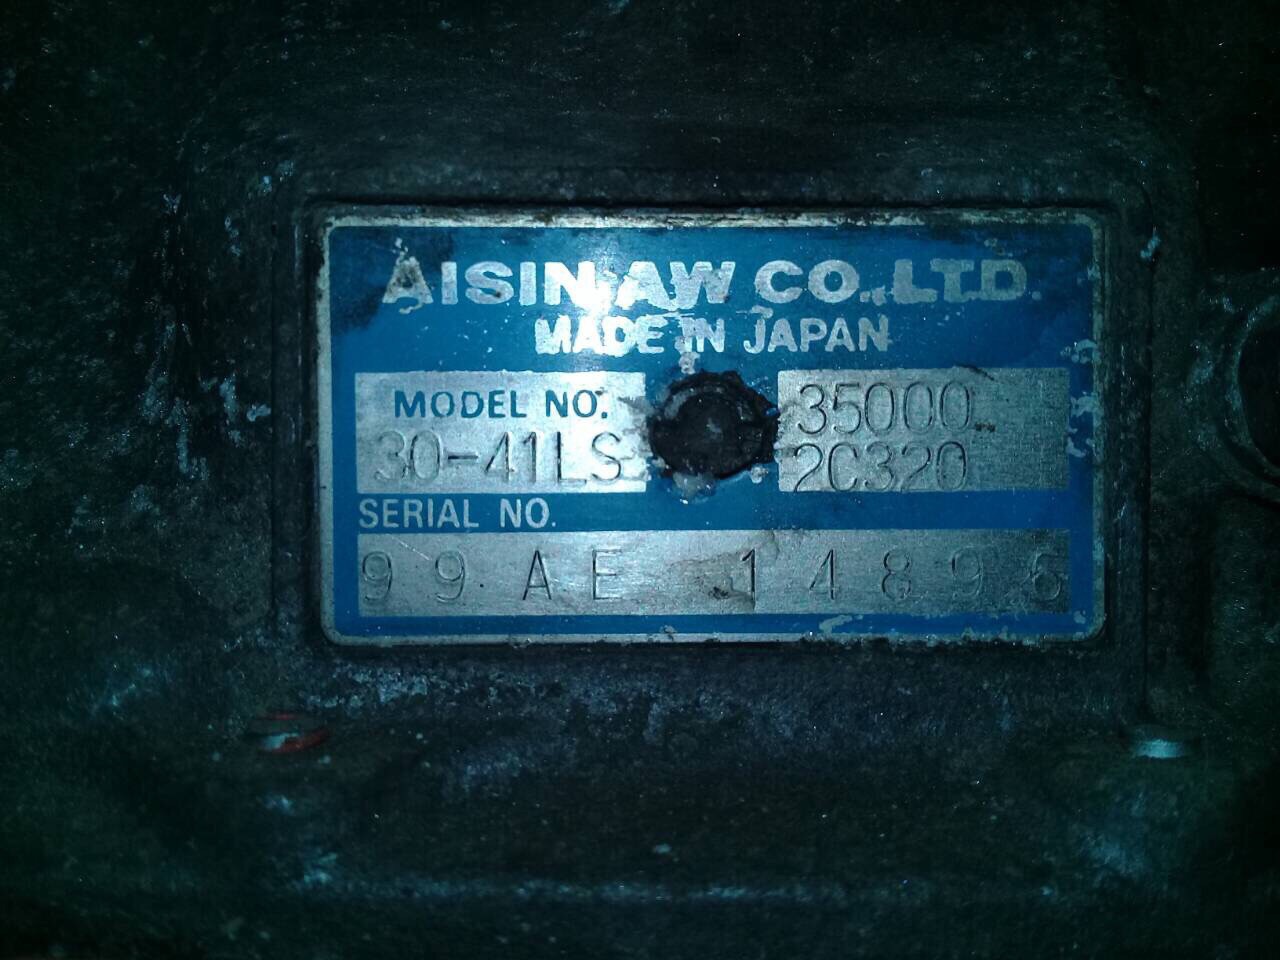 AISIN AW CO., LTD.
MADE IN JAPAN
MODEL NO.
30-41LS
35000
2C320
SERIAL NO.
99AE 14896